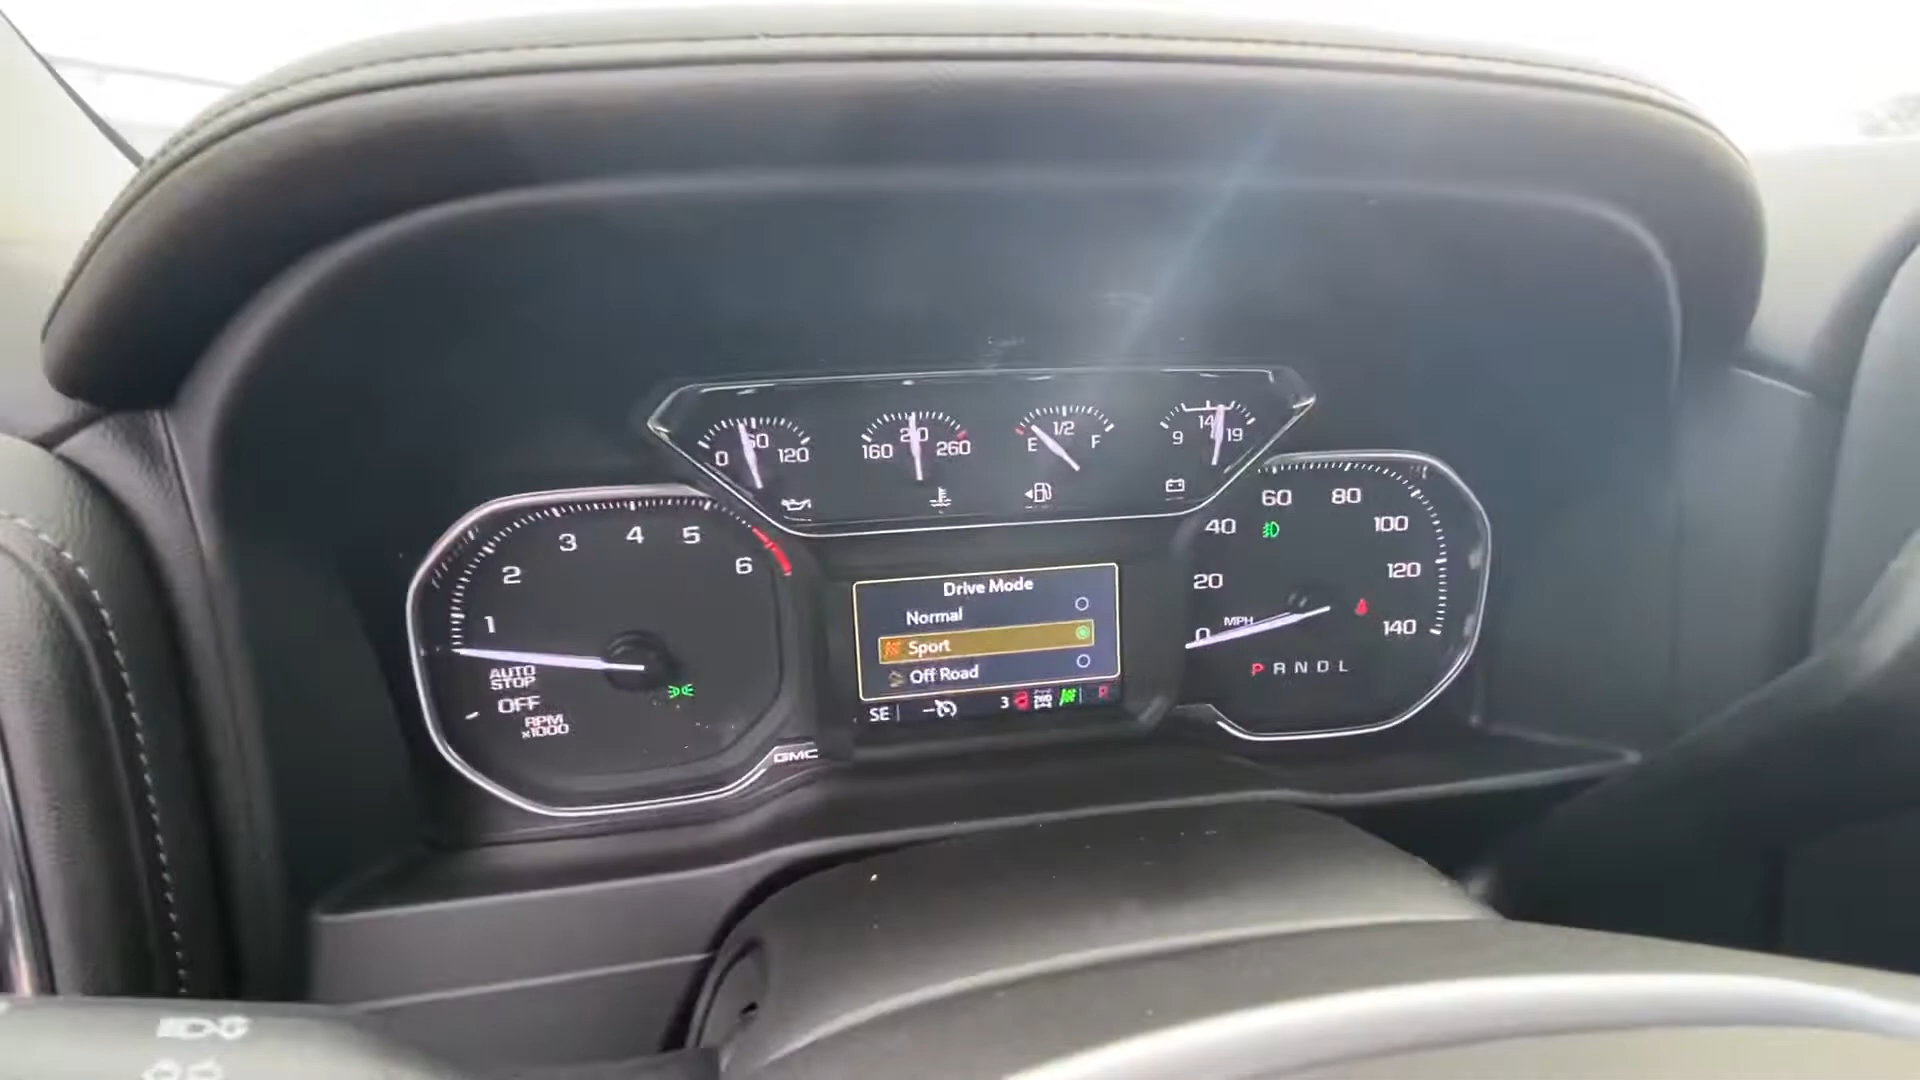 0 60 120
160 210 260
E 1/2 F
9 14 19
1 2 3 4 5 6
AUTO
STOP
OFF
RPM
x1000
GMC
Drive Mode
Normal
Sport
Off Road
SE
3
P
0 20 40 60 80 100 120 140
MPH
P R N D L